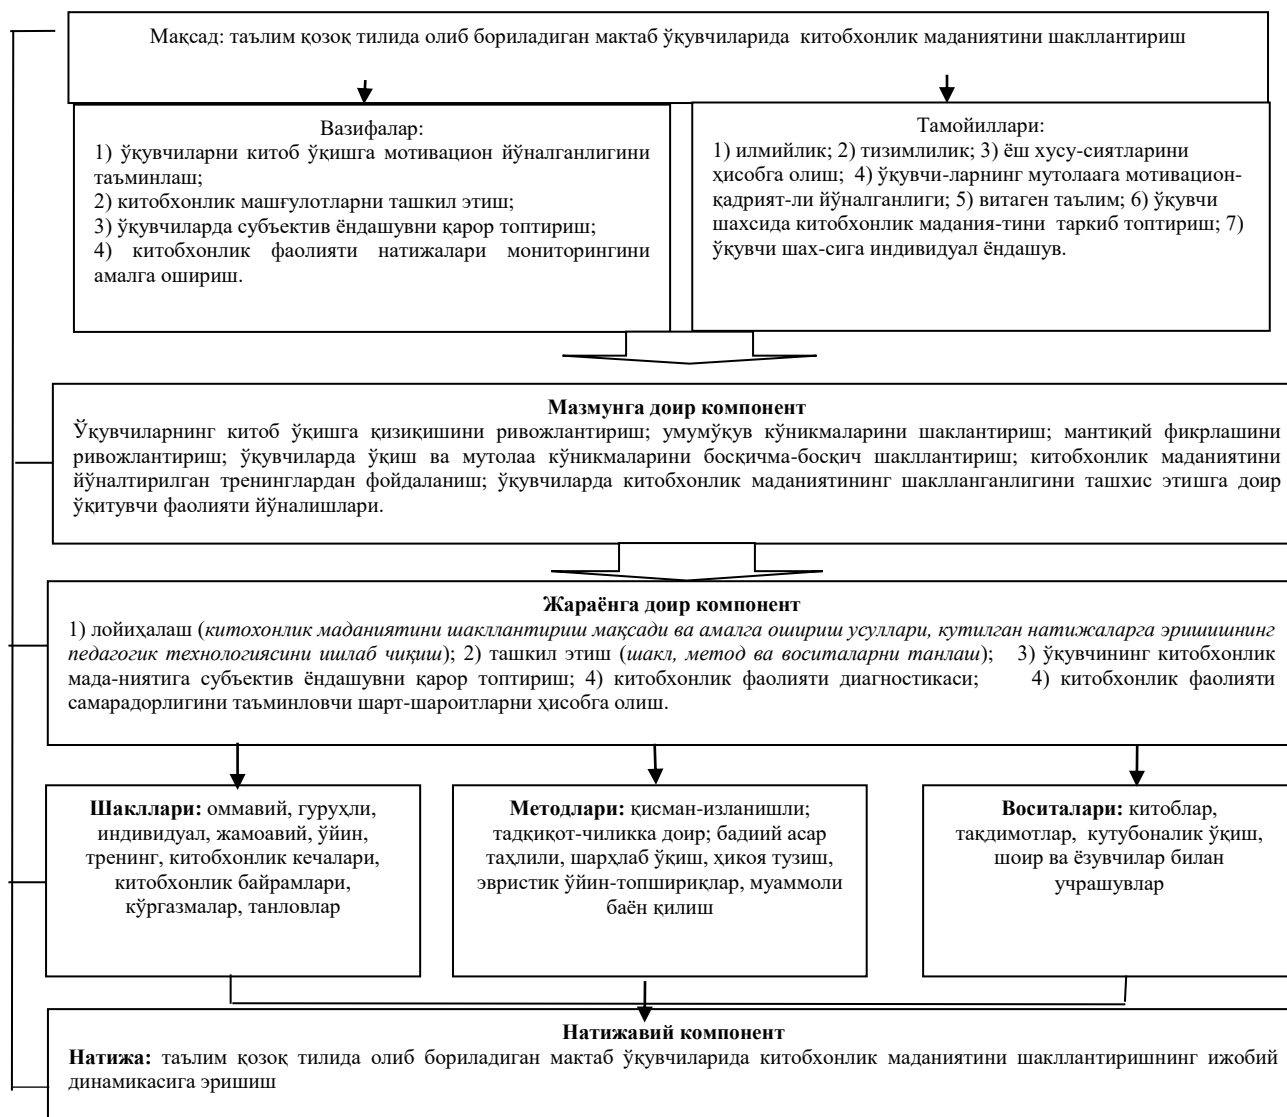 Мақсад: таълим қозоқ тилида олиб бориладиган мактаб ўқувчиларида китобхонлик маданиятини шакллантириш
Вазифалар:
1) ўқувчиларни китоб ўқишга мотивацион йўналганлигини
таъминлаш;
2) китобхонлик машғулотларни ташкил этиш;
3) ўқувчиларда субъектив ёндашувни қарор топтириш;
4) китобхонлик фаолияти натижалари мониторингини
амалга ошириш.
Тамойиллари:
1) илмийлик; 2) тизимлилик; 3) ёш хусу-сиятларини
ҳисобга олиш; 4) ўқувчи-ларнинг мутолаага мотивацион-
қадрият-ли йўналганлиги; 5) витаген таълим; 6) ўқувчи
шахсида китобхонлик мадания-тини таркиб топтириш; 7)
ўқувчи шах-сига индивидуал ёндашув.
Мазмунга доир компонент
Ўқувчиларнинг китоб ўқишга қизиқишини ривожлантириш; умумўқув кўникмаларини шаклантириш; мантиқий фикрлашини
ривожлантириш; ўқувчиларда ўқиш ва мутолаа кўникмаларини босқичма-босқич шакллантириш; китобхонлик маданиятини
йўналтирилган тренинглардан фойдаланиш; ўқувчиларда китобхонлик маданиятининг шаклланганлигини ташхис этишга доир
ўқитувчи фаолияти йўналишлари.
Жараёнга доир компонент
1) лойиҳалаш (китохонлик маданиятини шакллантириш мақсади ва амалга ошириш усуллари, кутилган натижаларга эришишнинг
педагогик технологиясини ишлаб чиқиш); 2) ташкил этиш (шакл, метод ва воситаларни танлаш); 3) ўқувчининг китобхонлик
мада-ниятига субъектив ёндашувни қарор топтириш; 4) китобхонлик фаолияти диагностикаси; 4) китобхонлик фаолияти
самарадорлигини таъминловчи шарт-шароитларни ҳисобга олиш.
Шакллари: оммавий, гуруҳли,
индивидуал, жамоавий, ўйин,
тренинг, китобхонлик кечалари,
китобхонлик байрамлари,
кўргазмалар, танловлар
Методлари: қисман-изланишли;
тадқиқот-чиликка доир; бадиий асар
таҳлили, шарҳлаб ўқиш, ҳикоя тузиш,
эвристик ўйин-топшириқлар, муаммоли
баён қилиш
Воситалари: китоблар,
тақдимотлар, кутубоналик ўқиш,
шоир ва ёзувчилар билан
учрашувлар
Натижавий компонент
Натижа: таълим қозоқ тилида олиб бориладиган мактаб ўқувчиларида китобхонлик маданиятини шакллантиришнинг ижобий
динамикасига эришиш